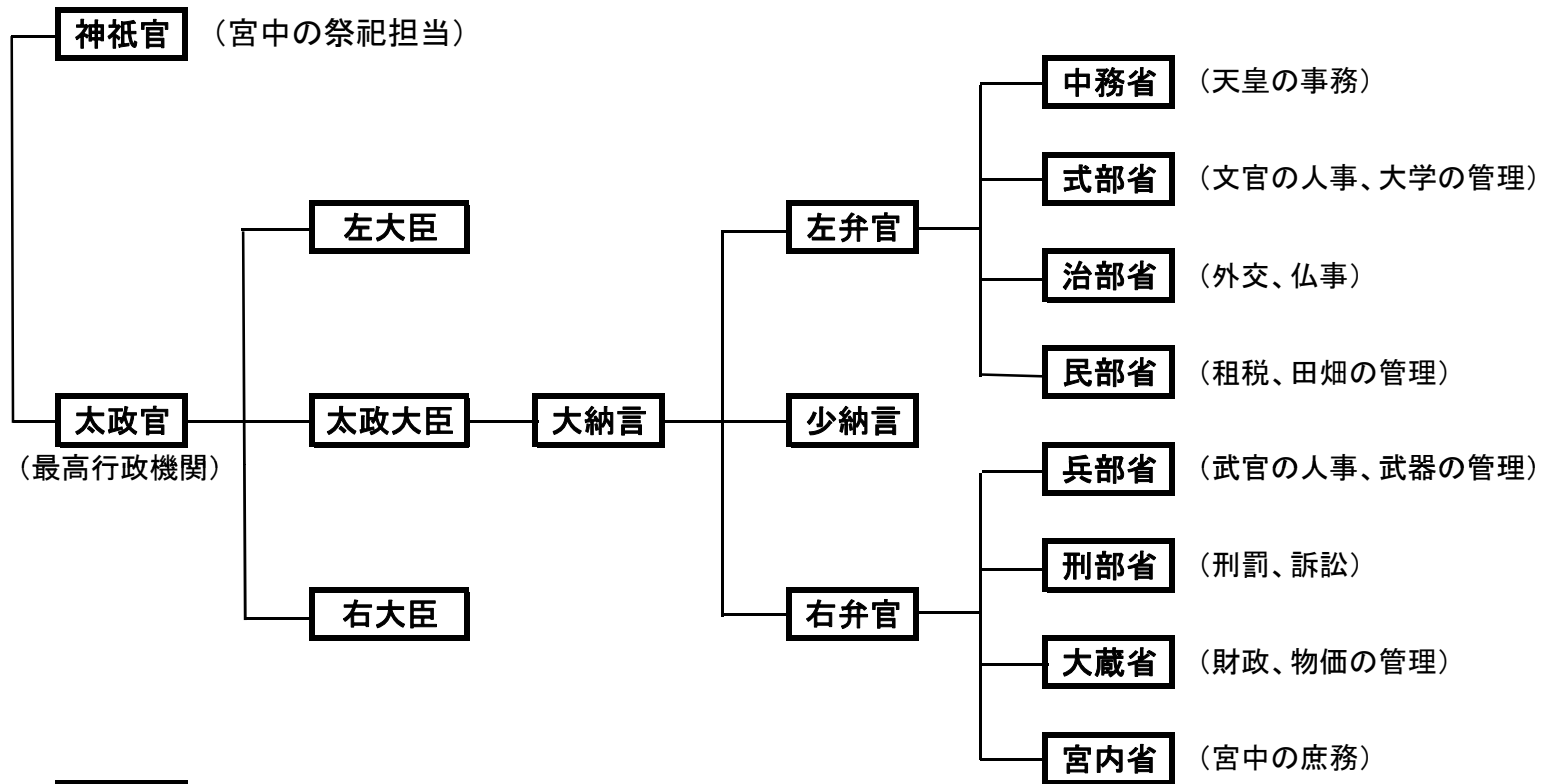 神祇官 （宮中の祭祀担当）
中務省 （天皇の事務）
式部省 （文官の人事、大学の管理）
左大臣
左弁官
治部省 （外交、仏事）
民部省 （租税、田畑の管理）
太政官
（最高行政機関）
太政大臣
大納言
少納言
兵部省 （武官の人事、武器の管理）
刑部省 （刑罰、訴訟）
右大臣
右弁官
大蔵省 （財政、物価の管理）
宮内省 （宮中の庶務）